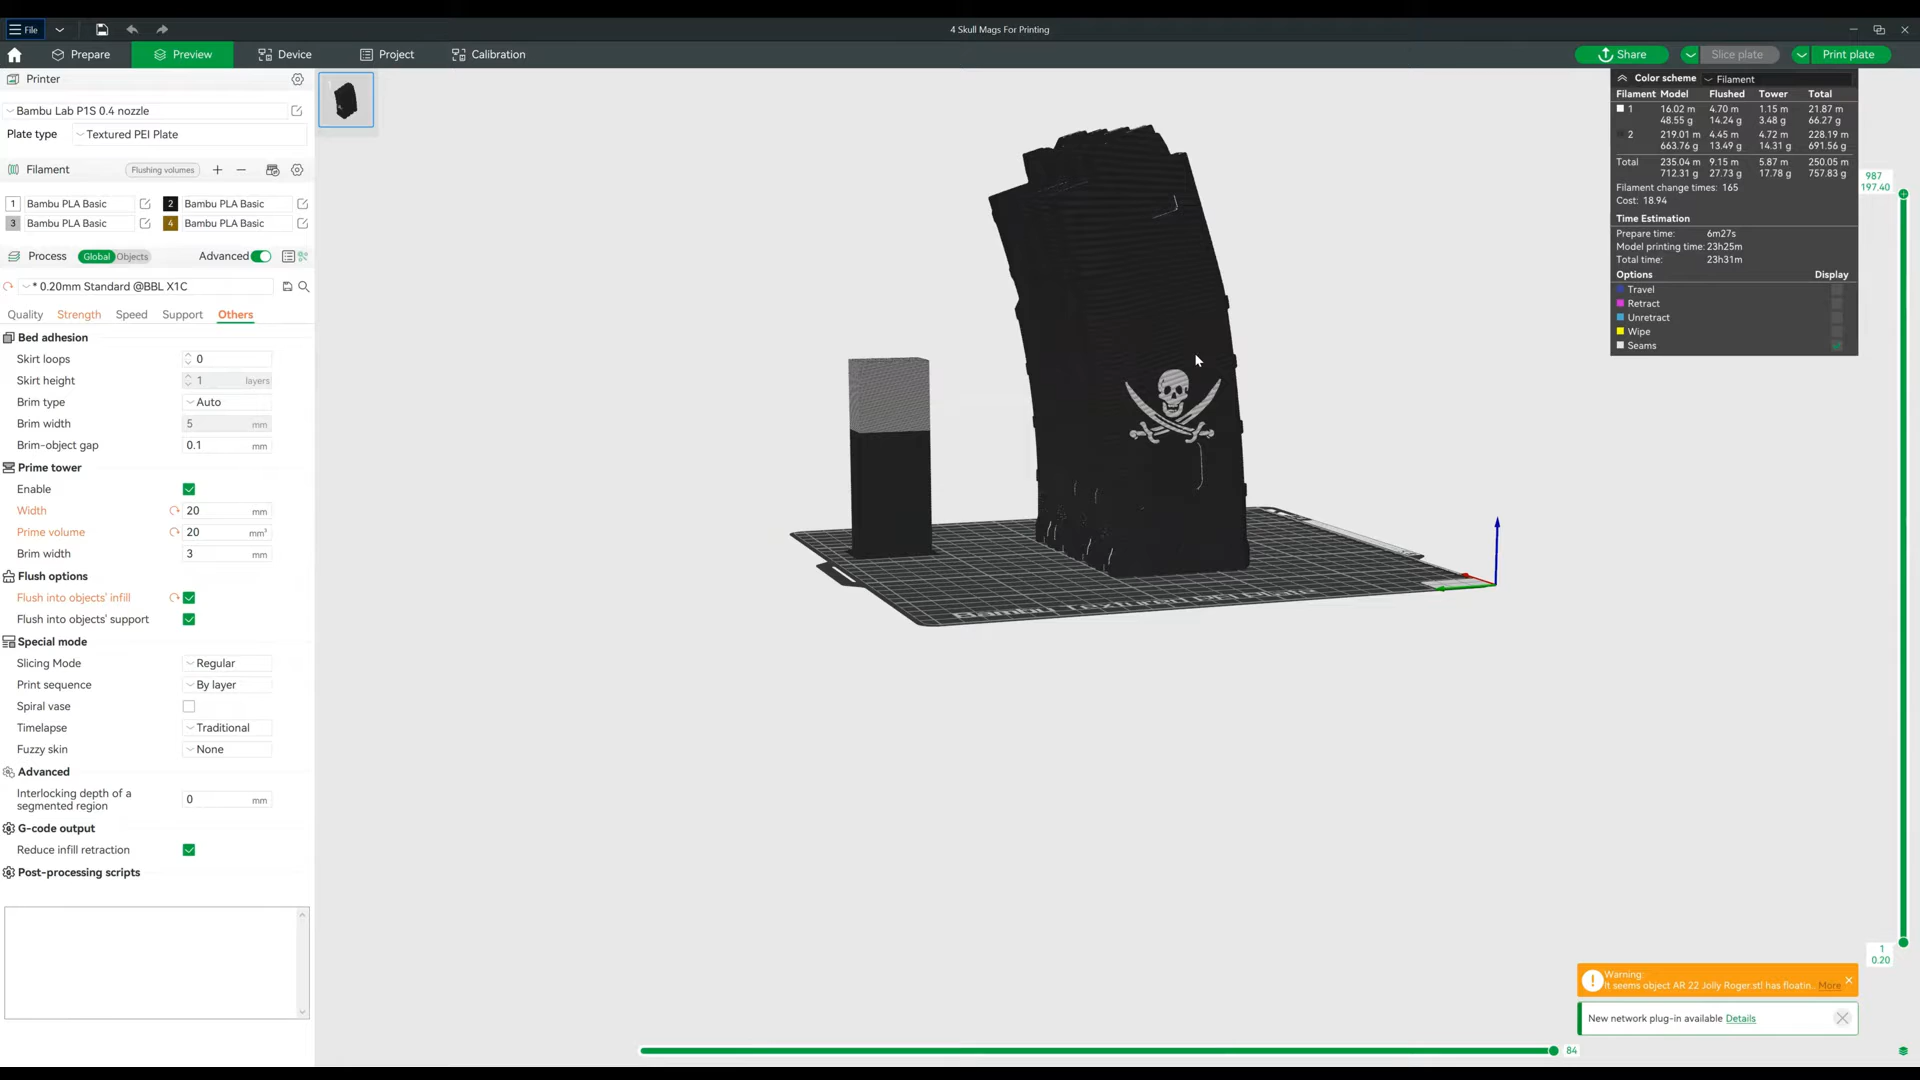 File
4 Skull Mags For Printing
Prepare
Preview
Device
Project
Calibration
Share
Slice plate
Print plate
Printer
Bambu Lab P1S 0.4 nozzle
Plate type
Textured PEI Plate
Filament
Flushing volumes
1 Bambu PLA Basic
2 Bambu PLA Basic
3 Bambu PLA Basic
4 Bambu PLA Basic
Process
Global
Objects
Advanced
* 0.20mm Standard @BBL X1C
Quality
Strength
Speed
Support
Others
Bed adhesion
Skirt loops 0
Skirt height 1 layers
Brim type Auto
Brim width 5 mm
Brim-object gap 0.1 mm
Prime tower
Enable
Width 20 mm
Prime volume 20 mm³
Brim width 3 mm
Flush options
Flush into objects' infill
Flush into objects' support
Special mode
Slicing Mode Regular
Print sequence By layer
Spiral vase
Timelapse Traditional
Fuzzy skin None
Advanced
Interlocking depth of a
segmented region 0 mm
G-code output
Reduce infill retraction
Post-processing scripts
Bambu Textured PEI Plate
Color scheme Filament
Filament Model Flushed Tower Total
1 16.02 m 4.70 m 1.15 m 21.87 m
48.55 g 14.24 g 3.48 g 66.27 g
2 219.01 m 4.45 m 4.72 m 228.19 m
663.76 g 13.49 g 14.31 g 691.56 g
Total 235.04 m 9.15 m 5.87 m 250.05 m
712.31 g 27.73 g 17.78 g 757.83 g
Filament change times: 165
Cost: 18.94
Time Estimation
Prepare time: 6m27s
Model printing time: 23h25m
Total time: 23h31m
Options Display
Travel
Retract
Unretract
Wipe
Seams
987
197.40
1
0.20
Warning:
It seems object AR 22 Jolly Roger.stl has floatin. More
New network plug-in available Details
84